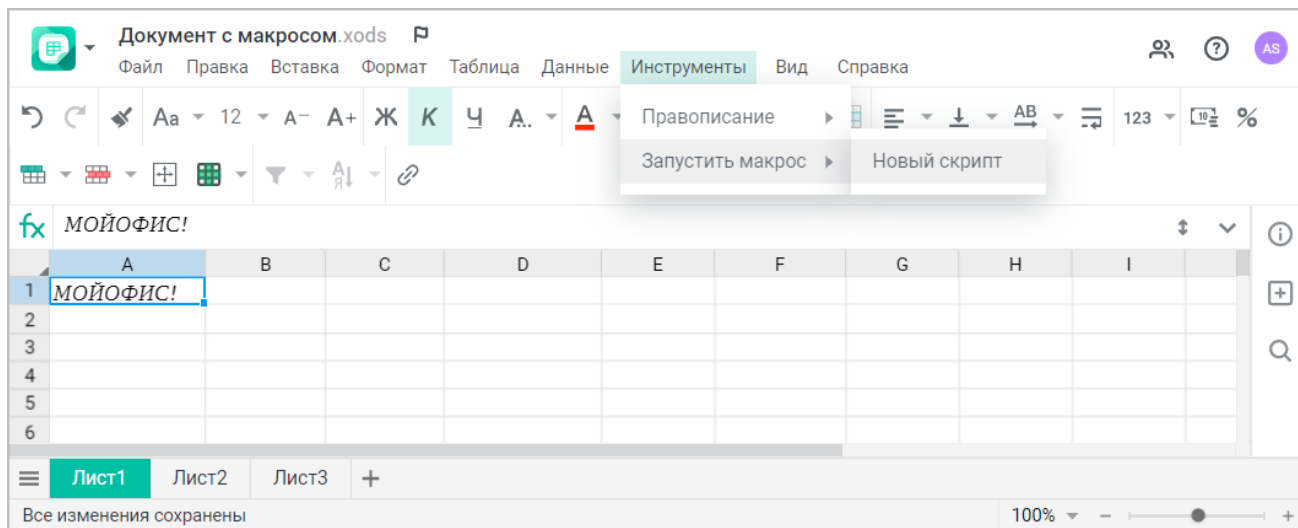 Документ с макросом.xods
AS
Файл Правка Вставка Формат Таблица Данные Инструменты Вид Справка
Aa 12 A− A+ Ж К Ч А.. А Правописание AB 123 10 %
Запустить макрос Новый скрипт
АЯ
fx МОЙОФИС!
A B C D E F G H I
1 МОЙОФИС!
2
3
4
5
6
Лист1 Лист2 Лист3 +
Все изменения сохранены 100% − +